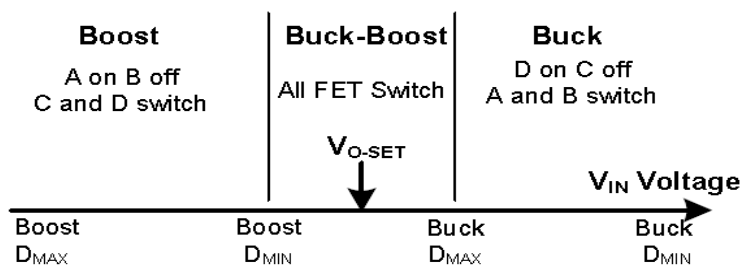 Boost
A on B off
C and D switch
Buck-Boost
All FET Switch
Buck
D on C off
A and B switch
VO-SET
VIN Voltage
Boost
DMAX
Boost
DMIN
Buck
DMAX
Buck
DMIN